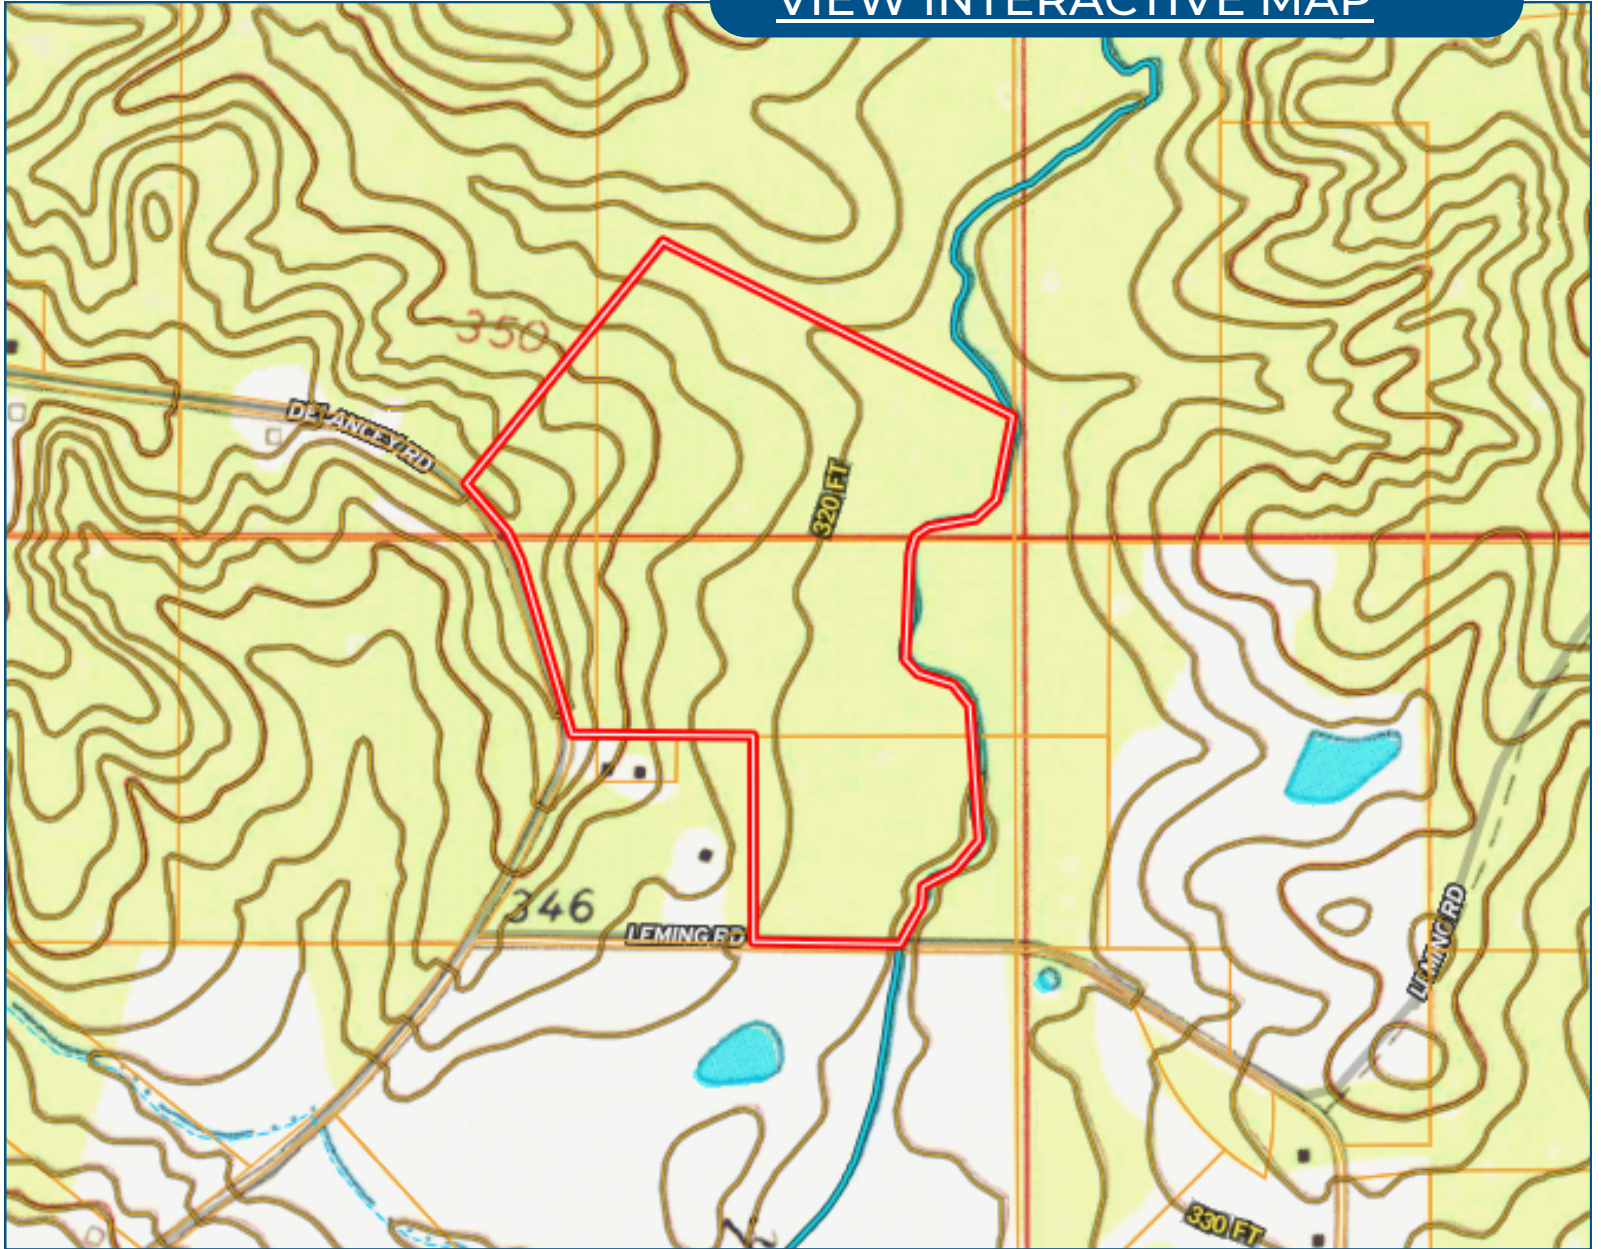 VIEW INTERACTIVE MAP
350
DELANCEY RD
320 FT
346
LEMING RD
LEMING RD
330 FT